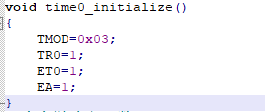 void time0_initialize()
{
TMOD=0x03;
TR0=1;
ET0=1;
EA=1;
}